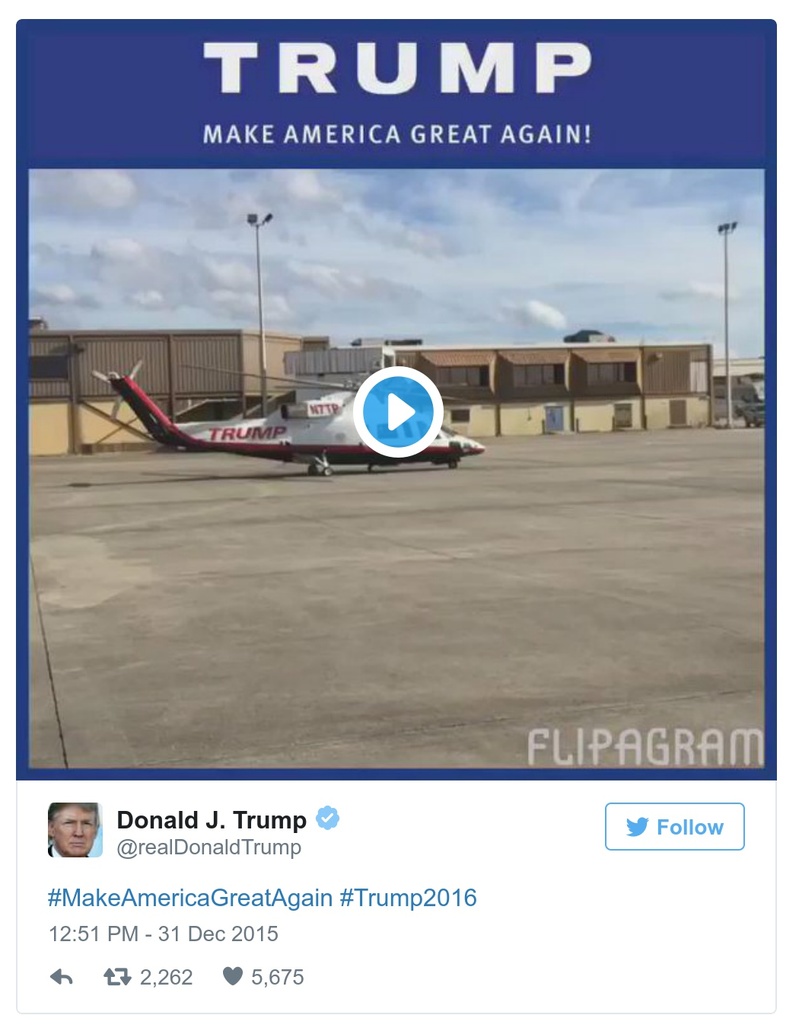 TRUMP
MAKE AMERICA GREAT AGAIN!
N7TP
TRUMP
FLIPAGRAM
Donald J. Trump
@realDonaldTrump
Follow
#MakeAmericaGreatAgain #Trump2016
12:51 PM - 31 Dec 2015
2,262 5,675